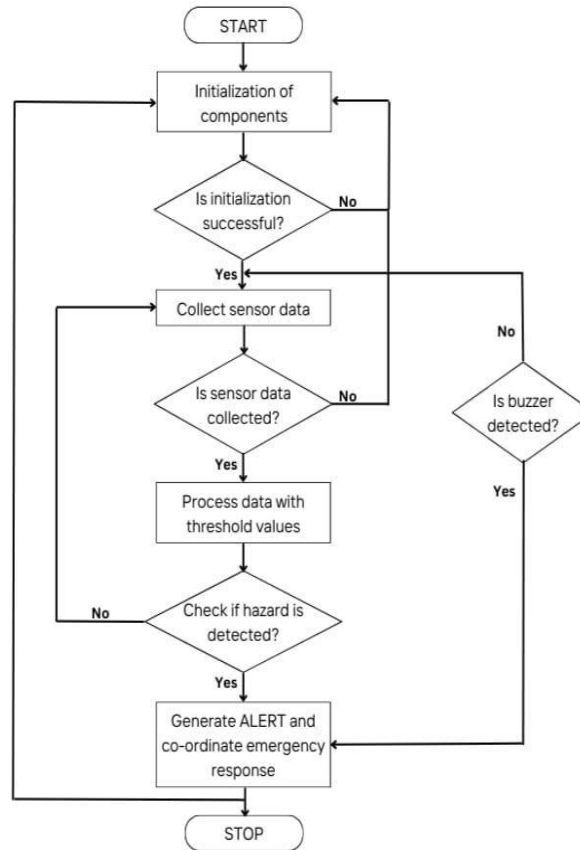 START
Initialization of
components
Is initialization
successful?
No
Yes
Collect sensor data
No
Is sensor data
collected?
No
Is buzzer
detected?
Yes
Yes
Process data with
threshold values
Check if hazard is
detected?
No
Yes
Generate ALERT and
co-ordinate emergency
response
STOP